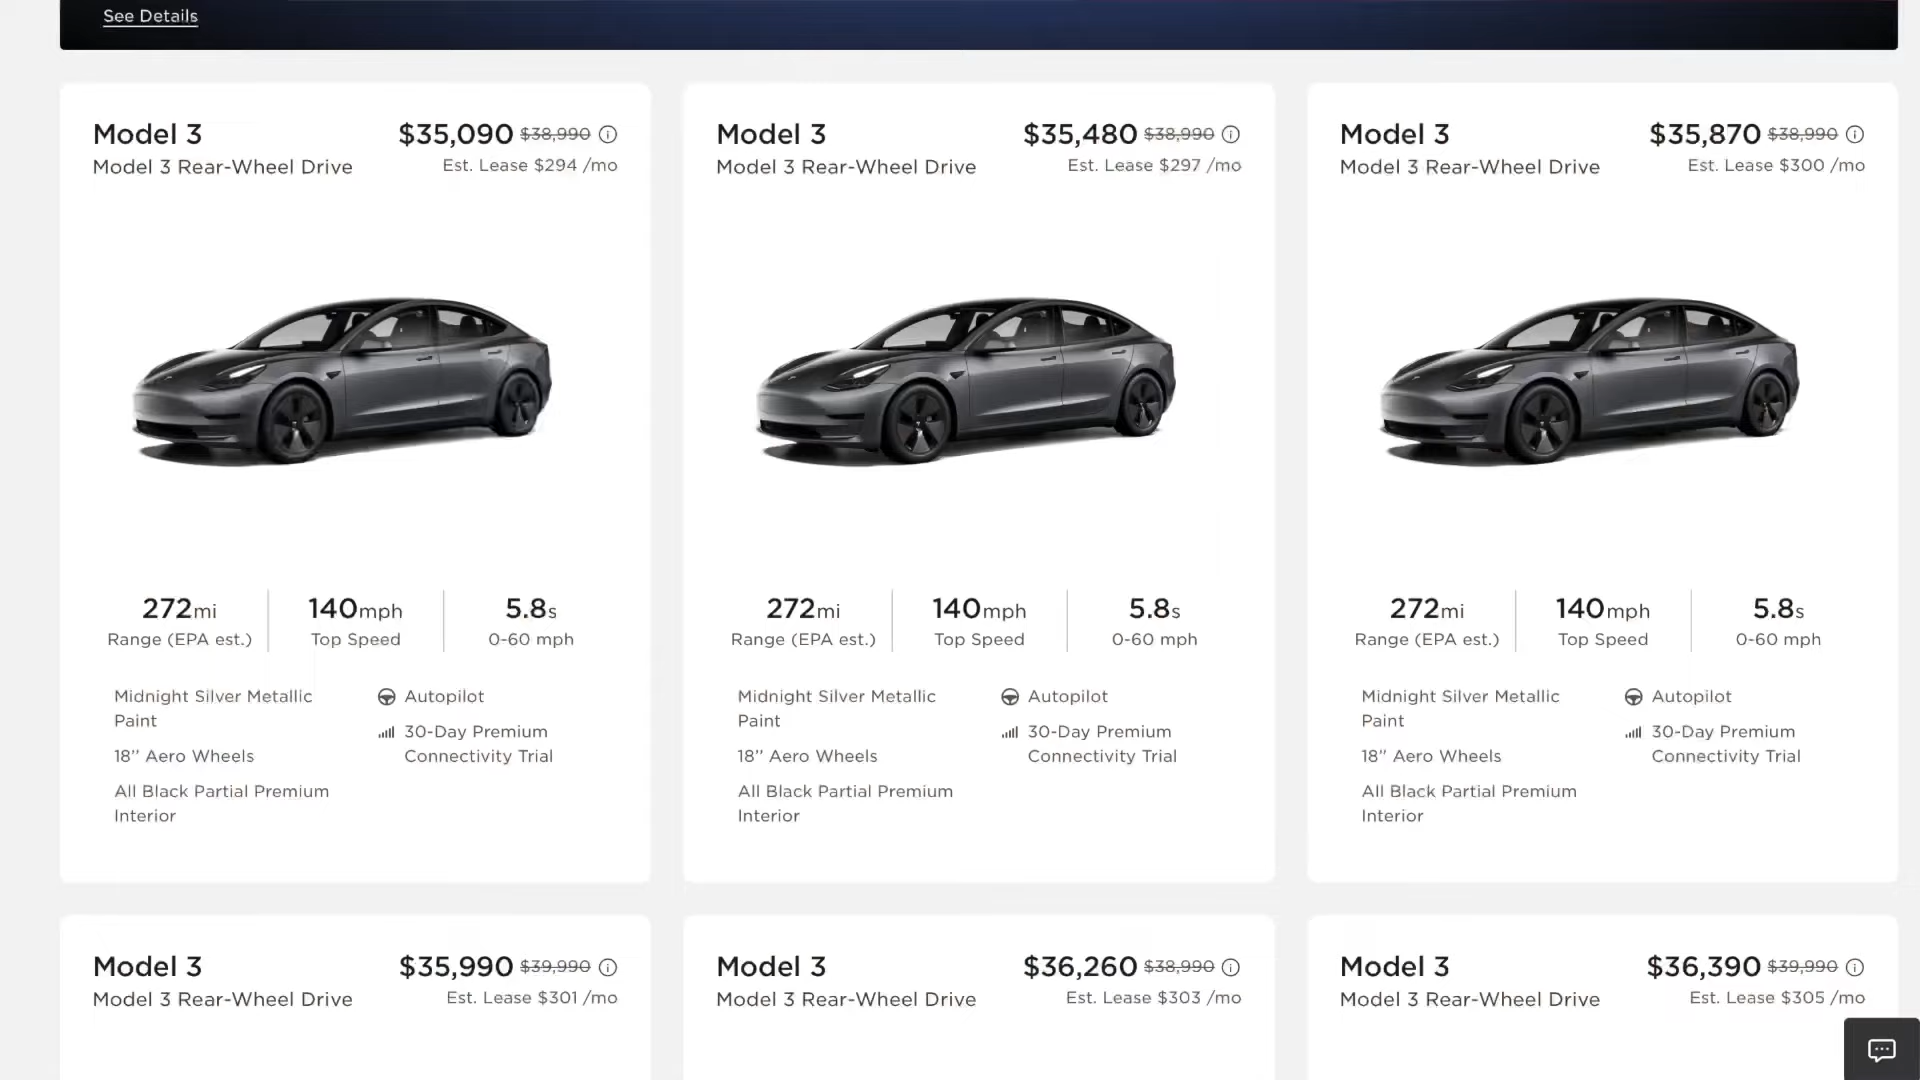 See Details
Model 3
$35,090 $38,990
Model 3 Rear-Wheel Drive
Est. Lease $294 /mo
272mi
Range (EPA est.)
140mph
Top Speed
5.8s
0-60 mph
Midnight Silver Metallic
Paint
18’’ Aero Wheels
All Black Partial Premium
Interior
Autopilot
30-Day Premium
Connectivity Trial
Model 3
$35,480 $38,990
Model 3 Rear-Wheel Drive
Est. Lease $297 /mo
272mi
Range (EPA est.)
140mph
Top Speed
5.8s
0-60 mph
Midnight Silver Metallic
Paint
18’’ Aero Wheels
All Black Partial Premium
Interior
Autopilot
30-Day Premium
Connectivity Trial
Model 3
$35,870 $38,990
Model 3 Rear-Wheel Drive
Est. Lease $300 /mo
272mi
Range (EPA est.)
140mph
Top Speed
5.8s
0-60 mph
Midnight Silver Metallic
Paint
18’’ Aero Wheels
All Black Partial Premium
Interior
Autopilot
30-Day Premium
Connectivity Trial
Model 3
$35,990 $39,990
Model 3 Rear-Wheel Drive
Est. Lease $301 /mo
Model 3
$36,260 $38,990
Model 3 Rear-Wheel Drive
Est. Lease $303 /mo
Model 3
$36,390 $39,990
Model 3 Rear-Wheel Drive
Est. Lease $305 /mo